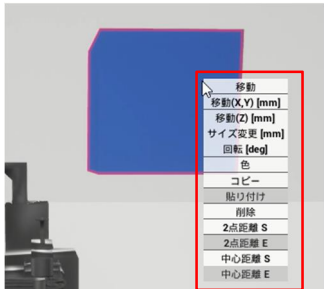 移動
移動(X,Y) [mm]
移動(Z) [mm]
サイズ変更 [mm]
回転 [deg]
色
コピー
貼り付け
削除
2点距離 S
2点距離 E
中心距離 S
中心距離 E